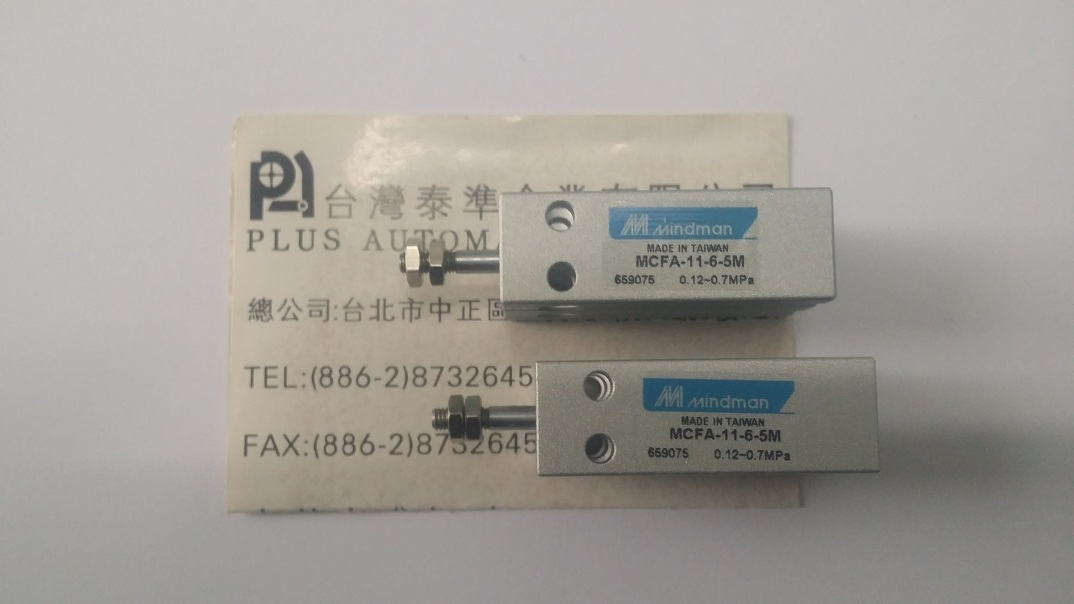 台灣泰準
PLUS AUTOM
總公司:台北市中正區
TEL:(886-2)8732645
FAX:(886-2)8732645
Mindman
MADE IN TAIWAN
MCFA-11-6-5M
659075 0.12~0.7MPa
Mindman
MADE IN TAIWAN
MCFA-11-6-5M
659075 0.12~0.7MPa